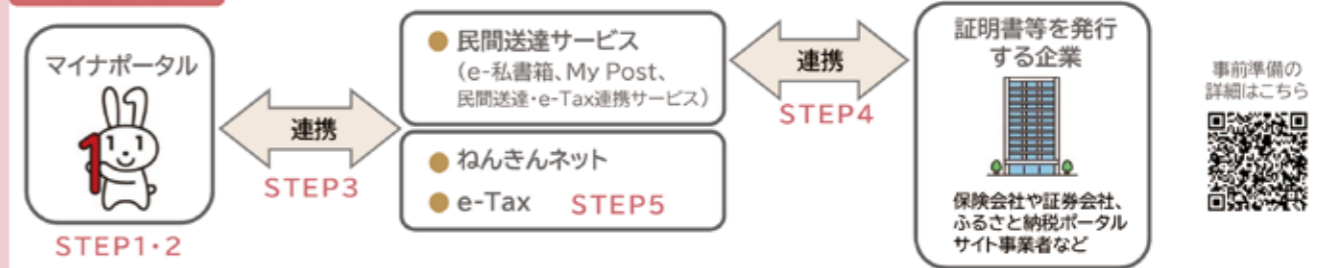 マイナポータル
1
STEP1・2
連携
STEP3
● 民間送達サービス
(e-私書箱、My Post、
民間送達・e-Tax連携サービス)
● ねんきんネット
● e-Tax STEP5
連携
STEP4
証明書等を発行
する企業
保険会社や証券会社、
ふるさと納税ポータル
サイト事業者など
事前準備の
詳細はこちら